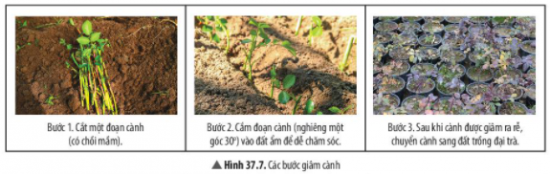 Bước 1. Cắt một đoạn cành
(có chồi mầm).
Bước 2. Cắm đoạn cành (nghiêng một
góc 30⁰) vào đất ẩm để dễ chăm sóc.
Bước 3. Sau khi cành được giâm ra rễ,
chuyển cành sang đất trồng đại trà.
▲ Hình 37.7. Các bước giâm cành